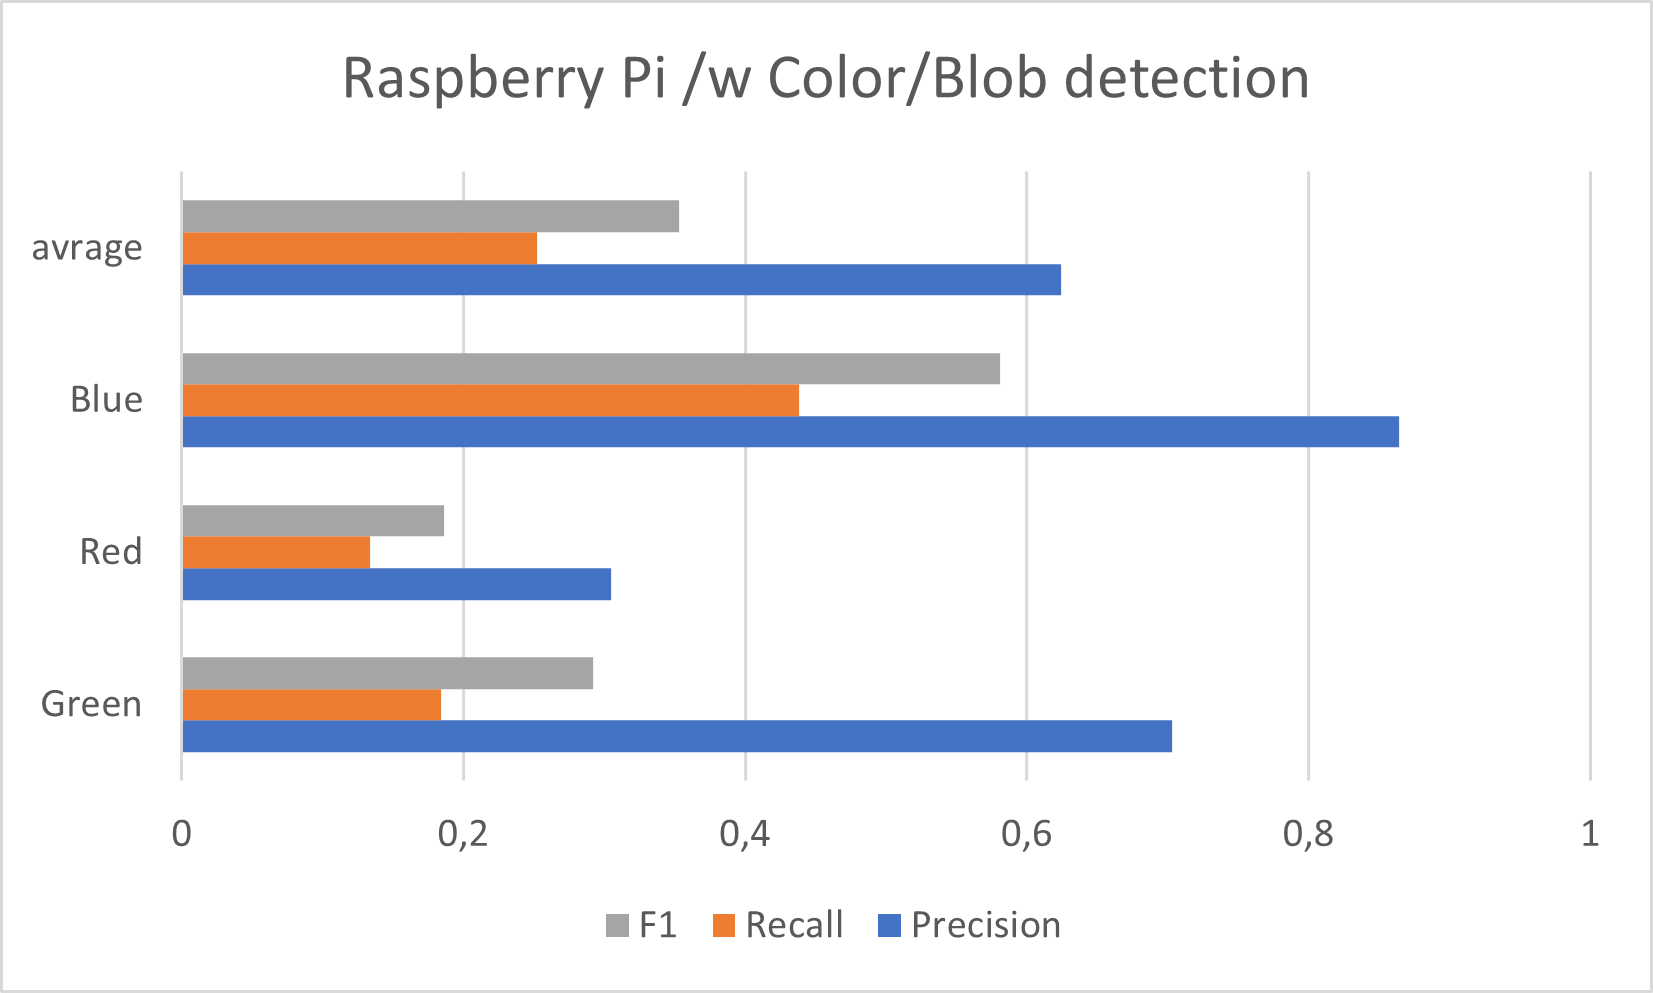 Raspberry Pi /w Color/Blob detection
avrage
Blue
Red
Green
0 0,2 0,4 0,6 0,8 1
F1 Recall Precision